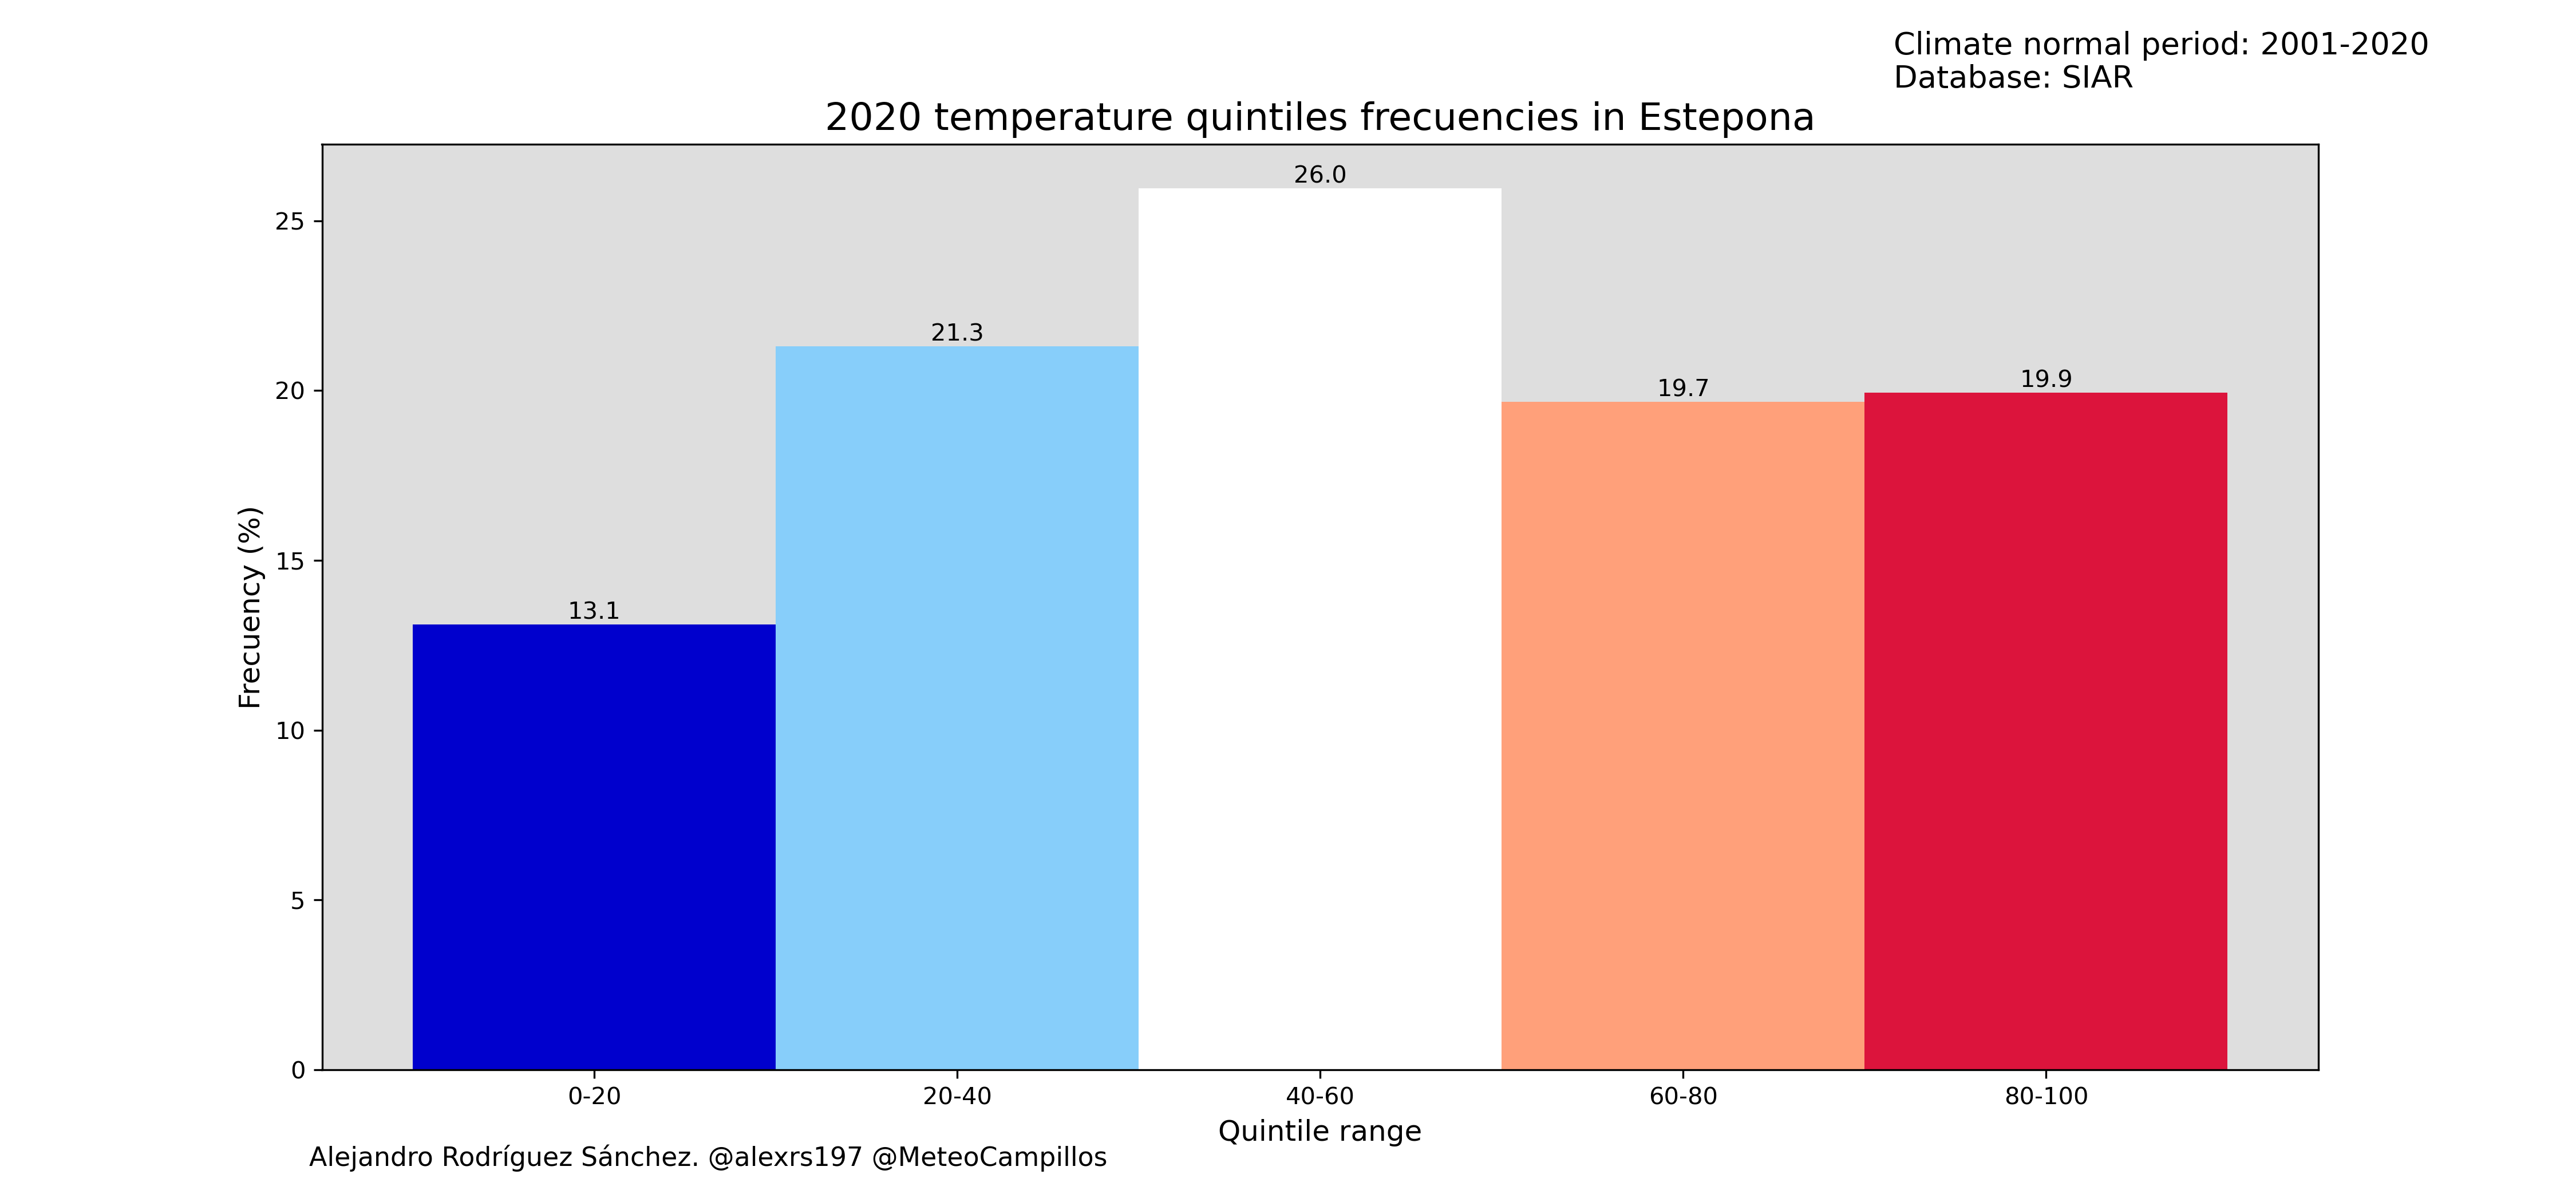 Climate normal period: 2001-2020
Database: SIAR
2020 temperature quintiles frecuencies in Estepona
Frecuency (%)
25
20
15
10
5
0
13.1
21.3
26.0
19.7
19.9
0-20
20-40
40-60
60-80
80-100
Quintile range
Alejandro Rodríguez Sánchez. @alexrs197 @MeteoCampillos